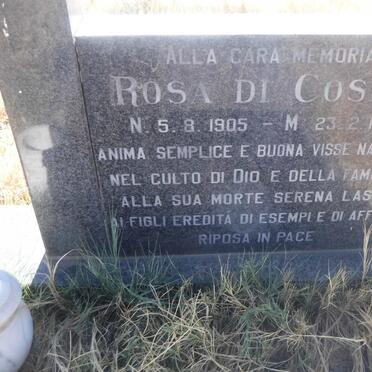 ALLA CARA MEMORIA
ROSA DI COS
N. 5.8.1905 – M. 23.2.1
ANIMA SEMPLICE E BUONA VISSE NA
NEL CULTO DI DIO E DELLA FAM
ALLA SUA MORTE SERENA LAS
AI FIGLI EREDITÀ DI ESEMPI E DI AFF
RIPOSA IN PACE